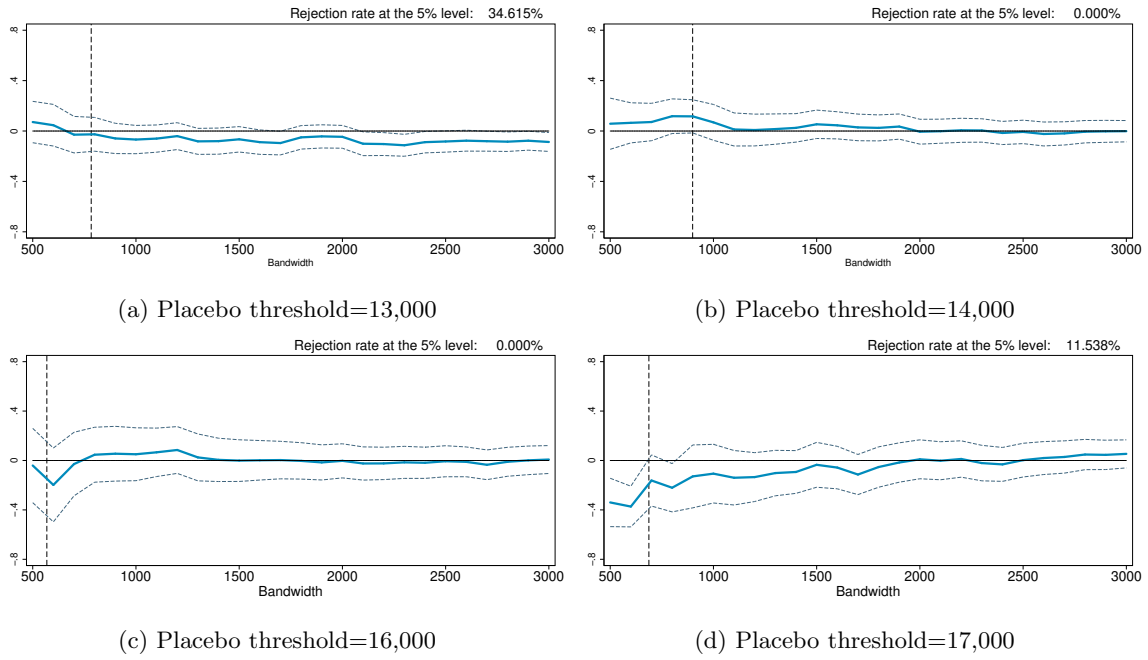 Rejection rate at the 5% level: 34.615%
.8
.4
0
-.4
-.8
500 1000 1500 2000 2500 3000
Bandwidth
(a) Placebo threshold=13,000
Rejection rate at the 5% level: 0.000%
.8
.4
0
-.4
-.8
500 1000 1500 2000 2500 3000
Bandwidth
(b) Placebo threshold=14,000
Rejection rate at the 5% level: 0.000%
.8
.4
0
-.4
-.8
500 1000 1500 2000 2500 3000
Bandwidth
(c) Placebo threshold=16,000
Rejection rate at the 5% level: 11.538%
.8
.4
0
-.4
-.8
500 1000 1500 2000 2500 3000
Bandwidth
(d) Placebo threshold=17,000